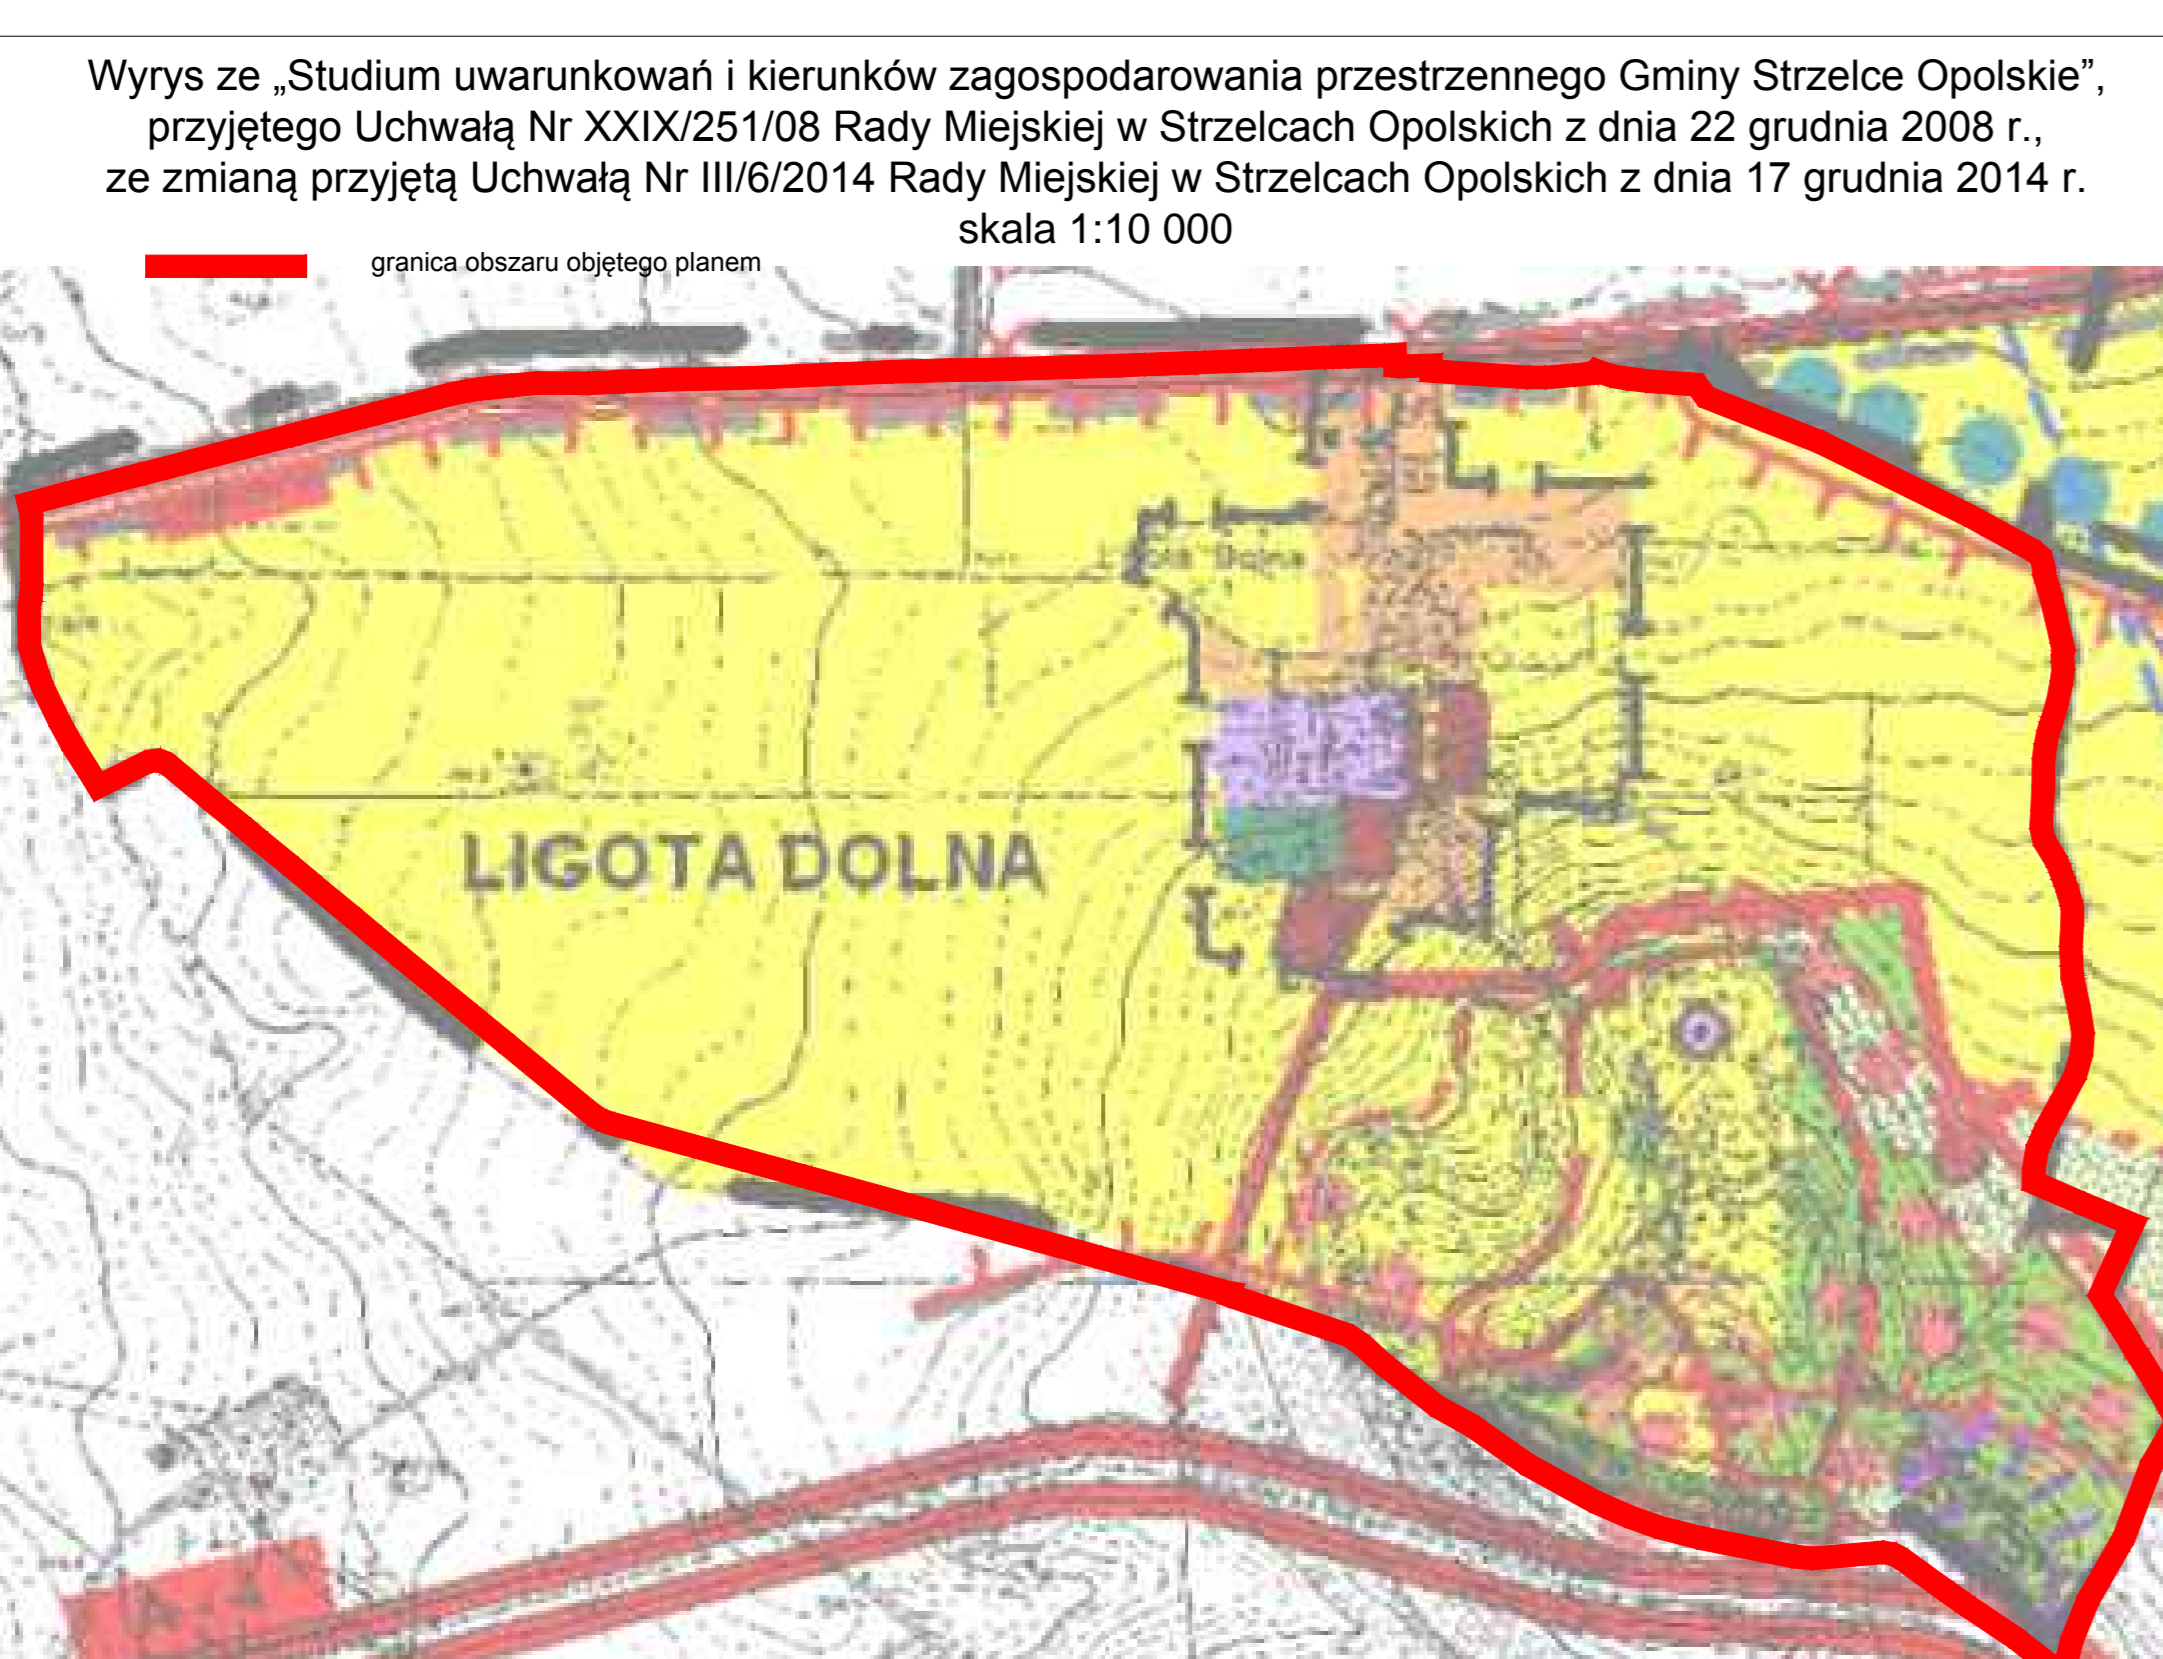 Wyrys ze „Studium uwarunkowań i kierunków zagospodarowania przestrzennego Gminy Strzelce Opolskie”,
przyjętego Uchwałą Nr XXIX/251/08 Rady Miejskiej w Strzelcach Opolskich z dnia 22 grudnia 2008 r.,
ze zmianą przyjętą Uchwałą Nr III/6/2014 Rady Miejskiej w Strzelcach Opolskich z dnia 17 grudnia 2014 r.
skala 1:10 000
granica obszaru objętego planem
Dolna
LIGOTA DOLNA